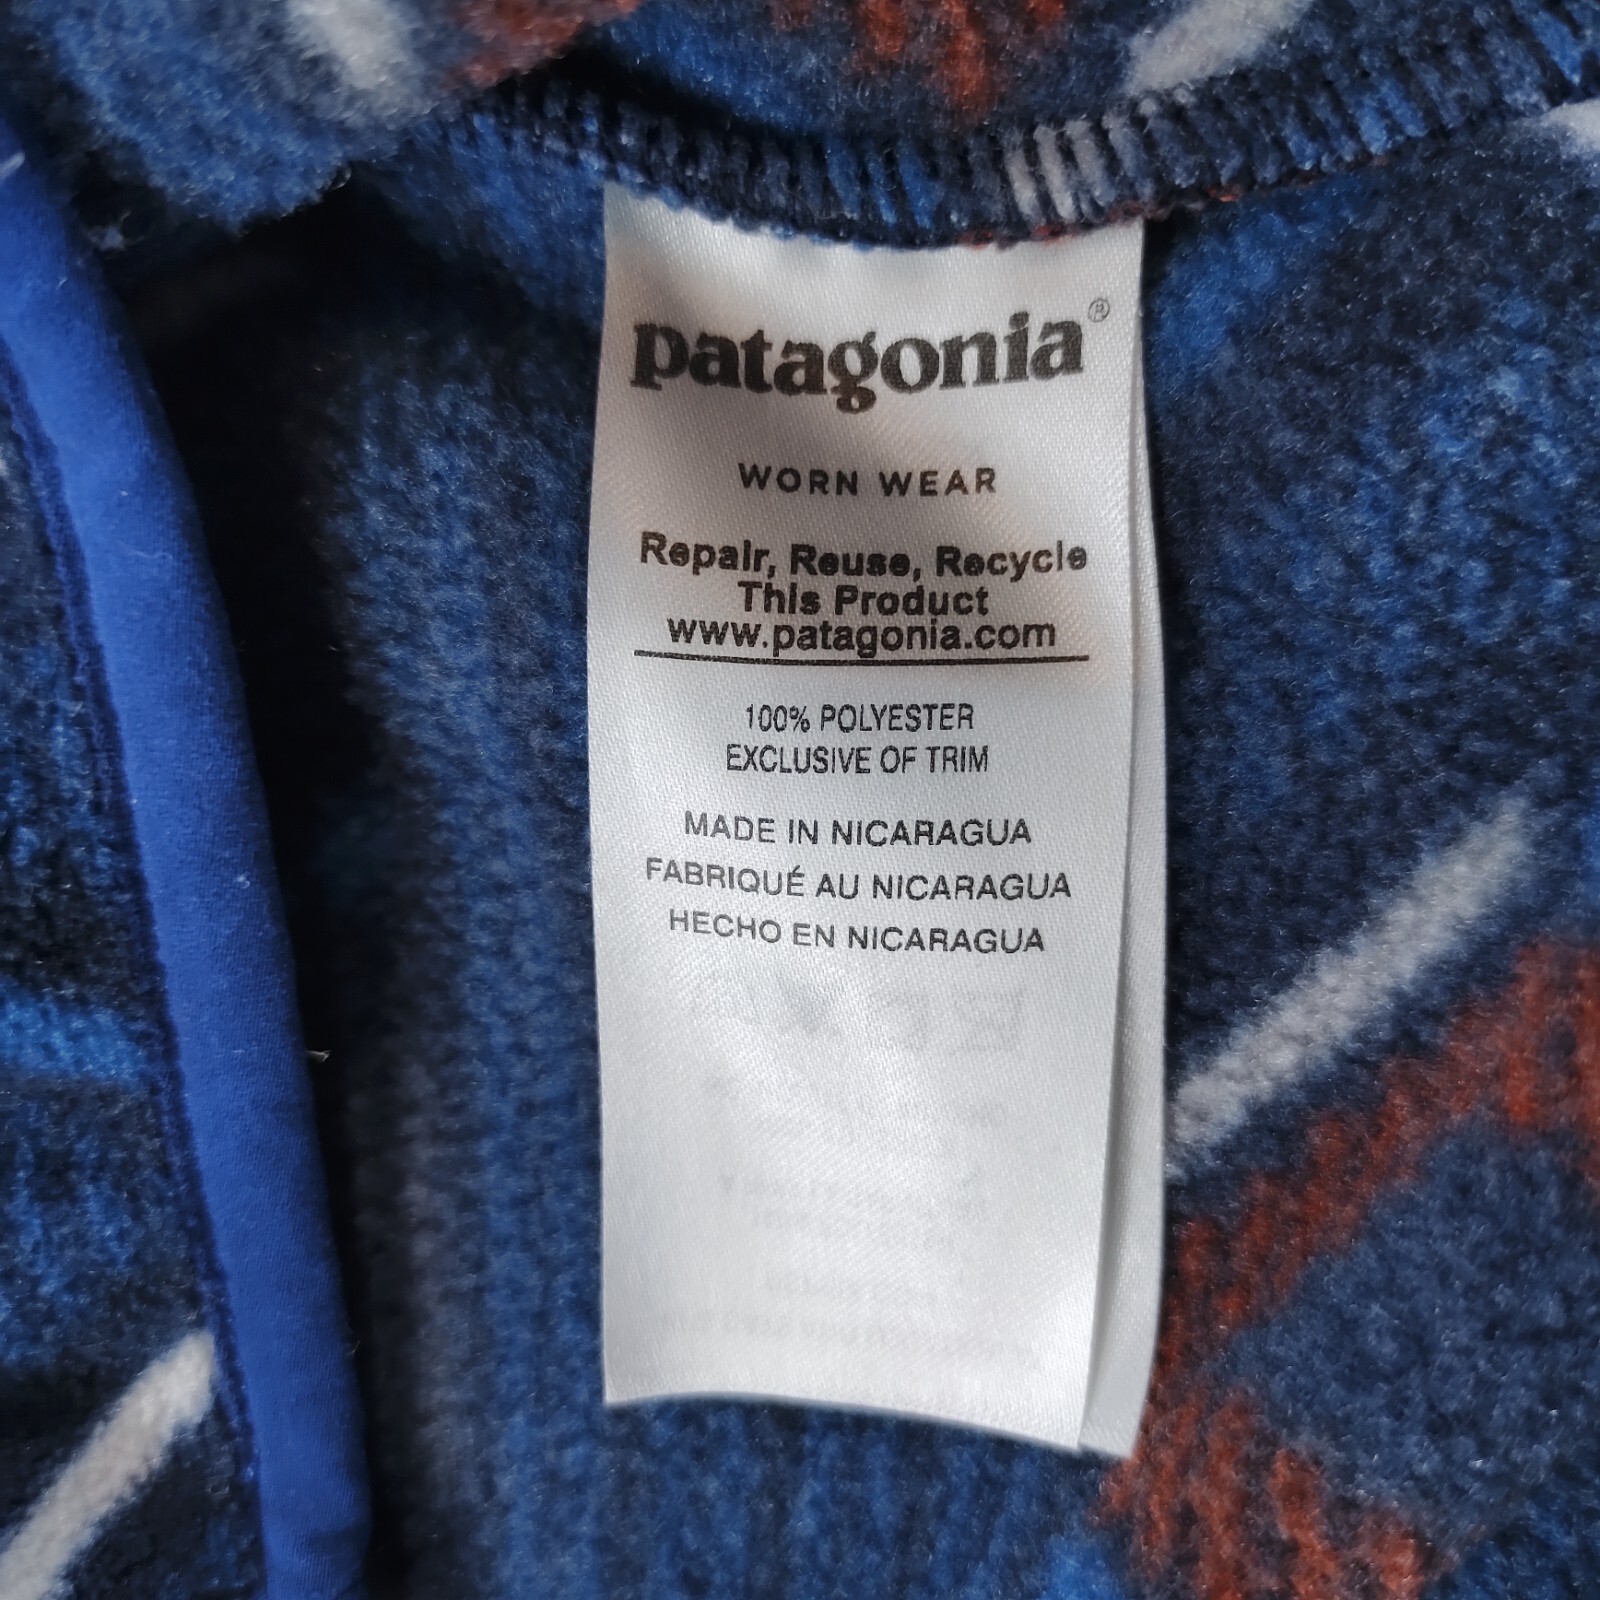 patagonia®
WORN WEAR
Repair, Reuse, Recycle
This Product
www.patagonia.com
100% POLYESTER
EXCLUSIVE OF TRIM
MADE IN NICARAGUA
FABRIQUÉ AU NICARAGUA
HECHO EN NICARAGUA